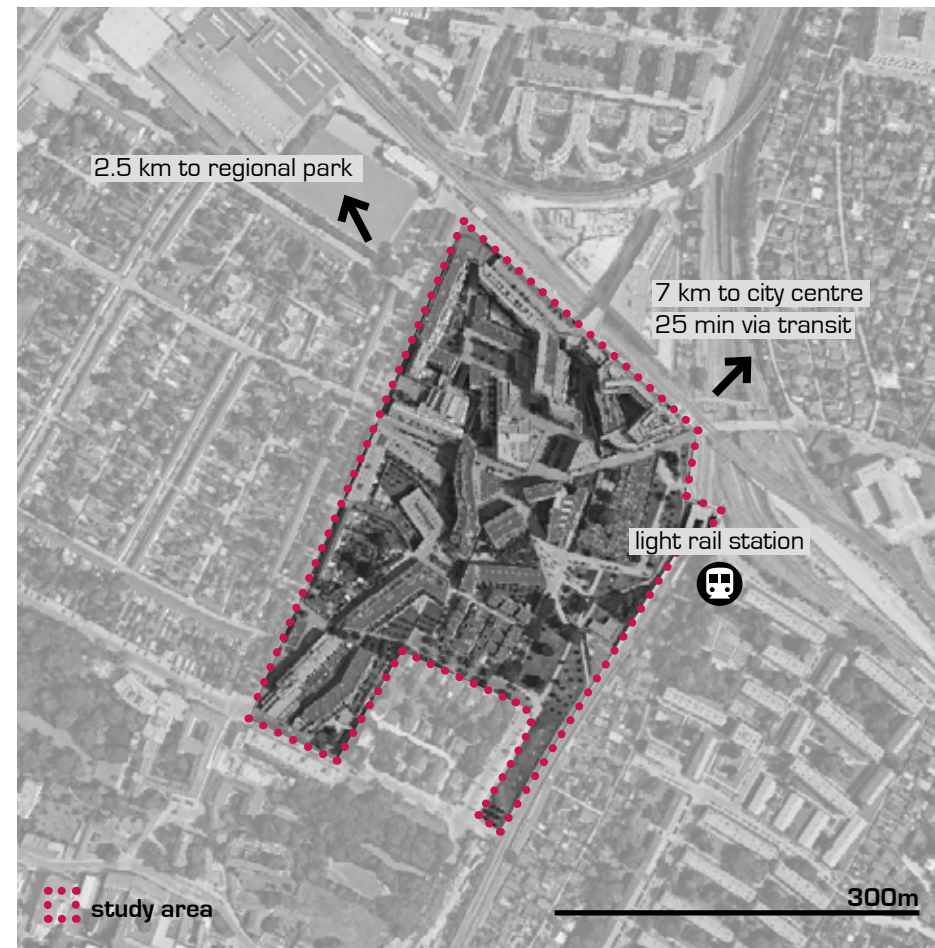 2.5 km to regional park
7 km to city centre
25 min via transit
light rail station
study area
300m